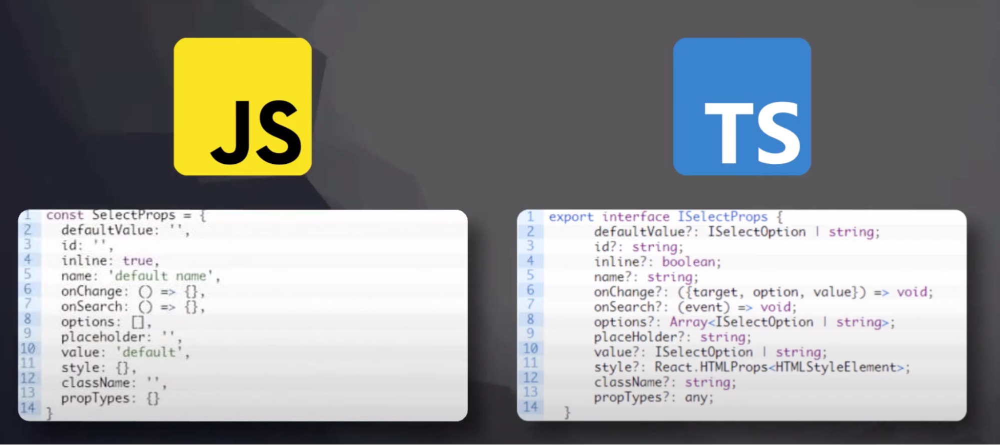 JS
TS
1 const SelectProps = {
2 defaultValue: '',
3 id: '',
4 inline: true,
5 name: 'default name',
6 onChange: () => {},
7 onSearch: () => {},
8 options: [],
9 placeholder: '',
10 value: 'default',
11 style: {},
12 className: '',
13 propTypes: {}
14 }
1 export interface ISelectProps {
2 defaultValue?: ISelectOption | string;
3 id?: string;
4 inline?: boolean;
5 name?: string;
6 onChange?: ({target, option, value}) => void;
7 onSearch?: (event) => void;
8 options?: Array<ISelectOption | string>;
9 placeHolder?: string;
10 value?: ISelectOption | string;
11 style?: React.HTMLProps<HTMLStyleElement>;
12 className?: string;
13 propTypes?: any;
14 }